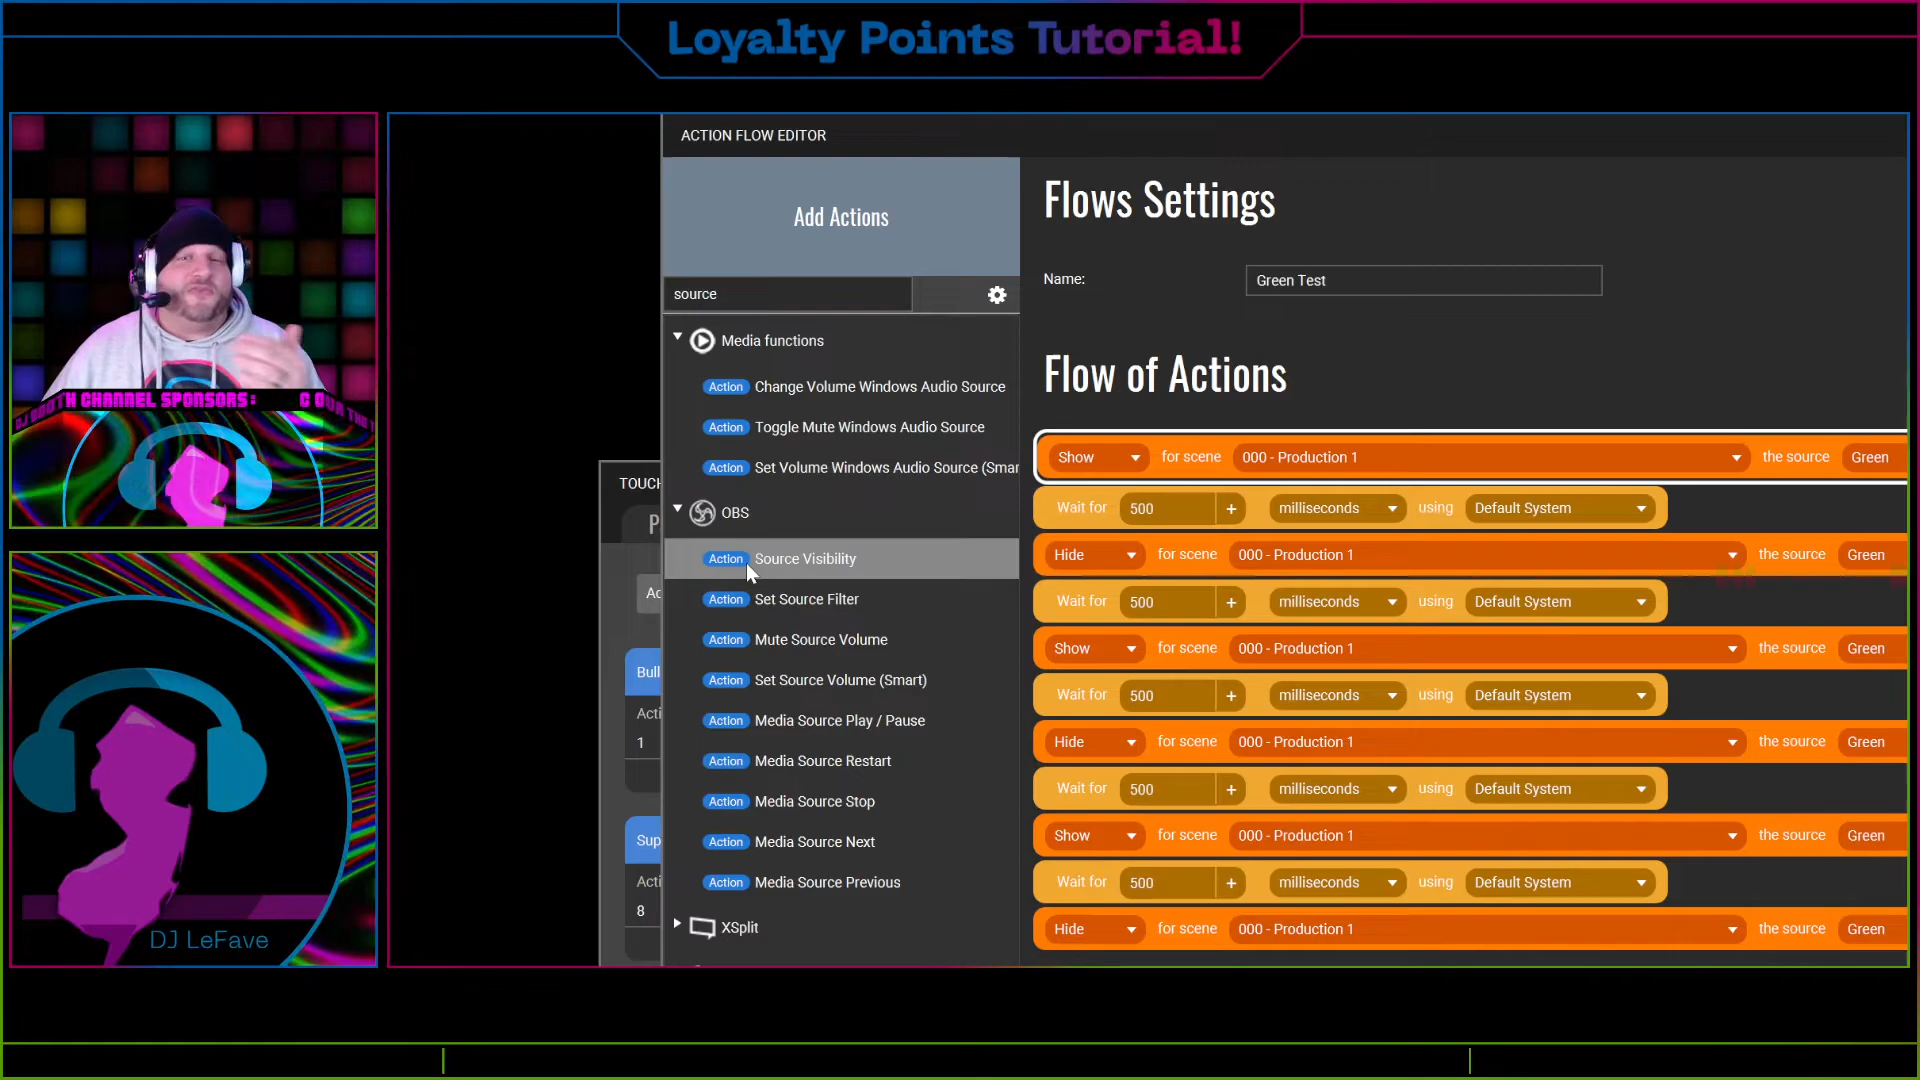 Loyalty Points Tutorial!
ACTION FLOW EDITOR
Add Actions
source
Media functions
Action Change Volume Windows Audio Source
Action Toggle Mute Windows Audio Source
Action Set Volume Windows Audio Source (Smar
OBS
Action Source Visibility
Action Set Source Filter
Action Mute Source Volume
Action Set Source Volume (Smart)
Action Media Source Play / Pause
Action Media Source Restart
Action Media Source Stop
Action Media Source Next
Action Media Source Previous
XSplit
Flows Settings
Name: Green Test
Flow of Actions
Show for scene 000 - Production 1 the source Green
Wait for 500 + milliseconds using Default System
Hide for scene 000 - Production 1 the source Green
Wait for 500 + milliseconds using Default System
Show for scene 000 - Production 1 the source Green
Wait for 500 + milliseconds using Default System
Hide for scene 000 - Production 1 the source Green
Wait for 500 + milliseconds using Default System
Show for scene 000 - Production 1 the source Green
Wait for 500 + milliseconds using Default System
Hide for scene 000 - Production 1 the source Green
TOUCH
P
Ac
Bull
Acti
1
Sup
Acti
8
CHANNEL SPONSORS:
DJ LeFave